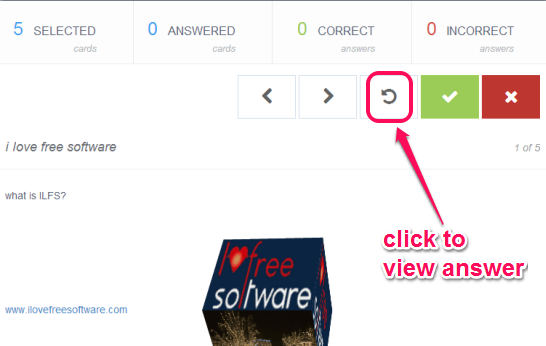 5 SELECTED 0 ANSWERED 0 CORRECT 0 INCORRECT
cards cards answers answers
i love free software 1 of 5
what is ILFS?
click to
view answer
I free
software
www.ilovefreesoftware.com